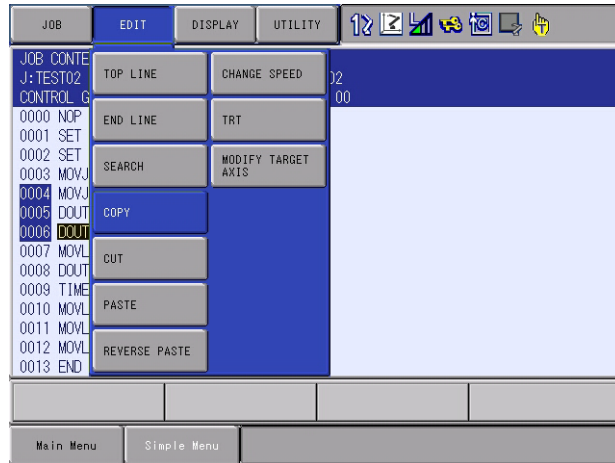 JOB EDIT DISPLAY UTILITY
JOB CONTE
J:TEST02 02
CONTROL G 00
TOP LINE CHANGE SPEED
END LINE TRT
SEARCH MODIFY TARGET AXIS
COPY
CUT
PASTE
REVERSE PASTE
0000 NOP
0001 SET
0002 SET
0003 MOVJ
0004 MOVJ
0005 DOUT
0006 DOUT
0007 MOVL
0008 DOUT
0009 TIME
0010 MOVL
0011 MOVL
0012 MOVL
0013 END
Main Menu Simple Menu